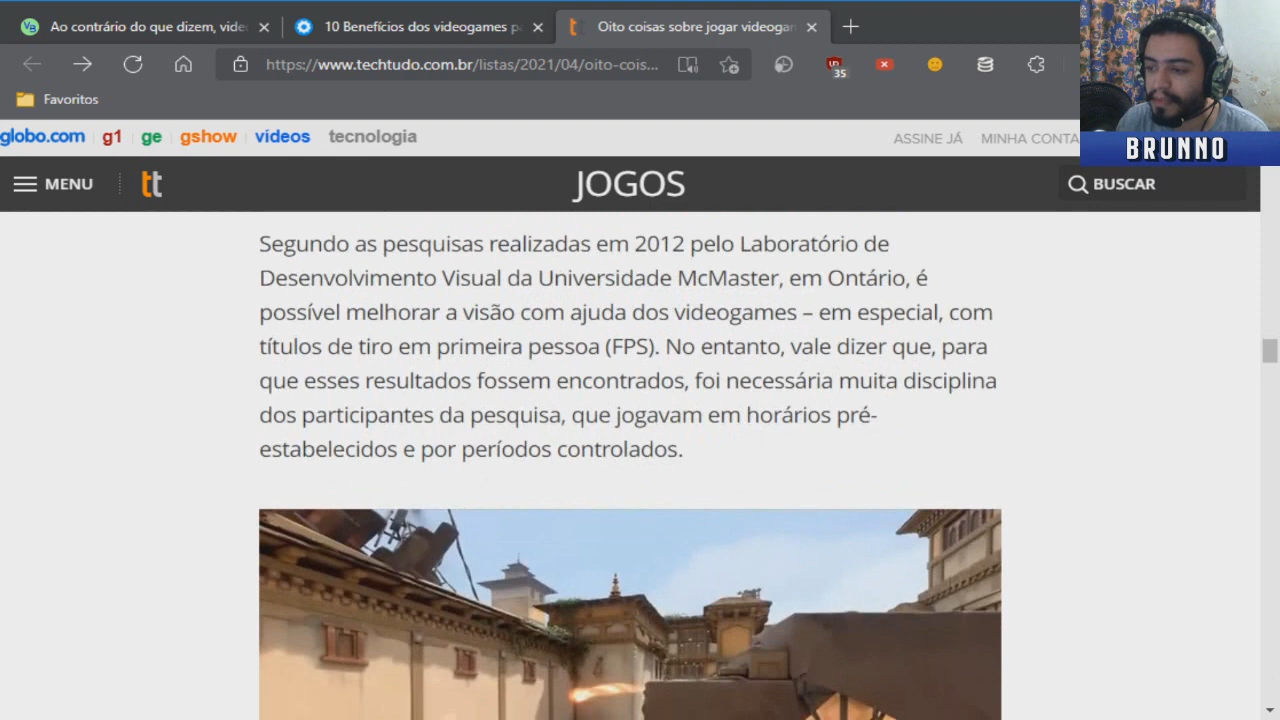 Ao contrário do que dizem, vide
10 Benefícios dos videogames p
Oito coisas sobre jogar videogam
https://www.techtudo.com.br/listas/2021/04/oito-cois...
35
Favoritos
globo.com
g1
ge
gshow
vídeos
tecnologia
ASSINE JÁ
MINHA CONTA
BRUNNO
MENU
tt
JOGOS
BUSCAR
Segundo as pesquisas realizadas em 2012 pelo Laboratório de
Desenvolvimento Visual da Universidade McMaster, em Ontário, é
possível melhorar a visão com ajuda dos videogames – em especial, com
títulos de tiro em primeira pessoa (FPS). No entanto, vale dizer que, para
que esses resultados fossem encontrados, foi necessária muita disciplina
dos participantes da pesquisa, que jogavam em horários pré-
estabelecidos e por períodos controlados.